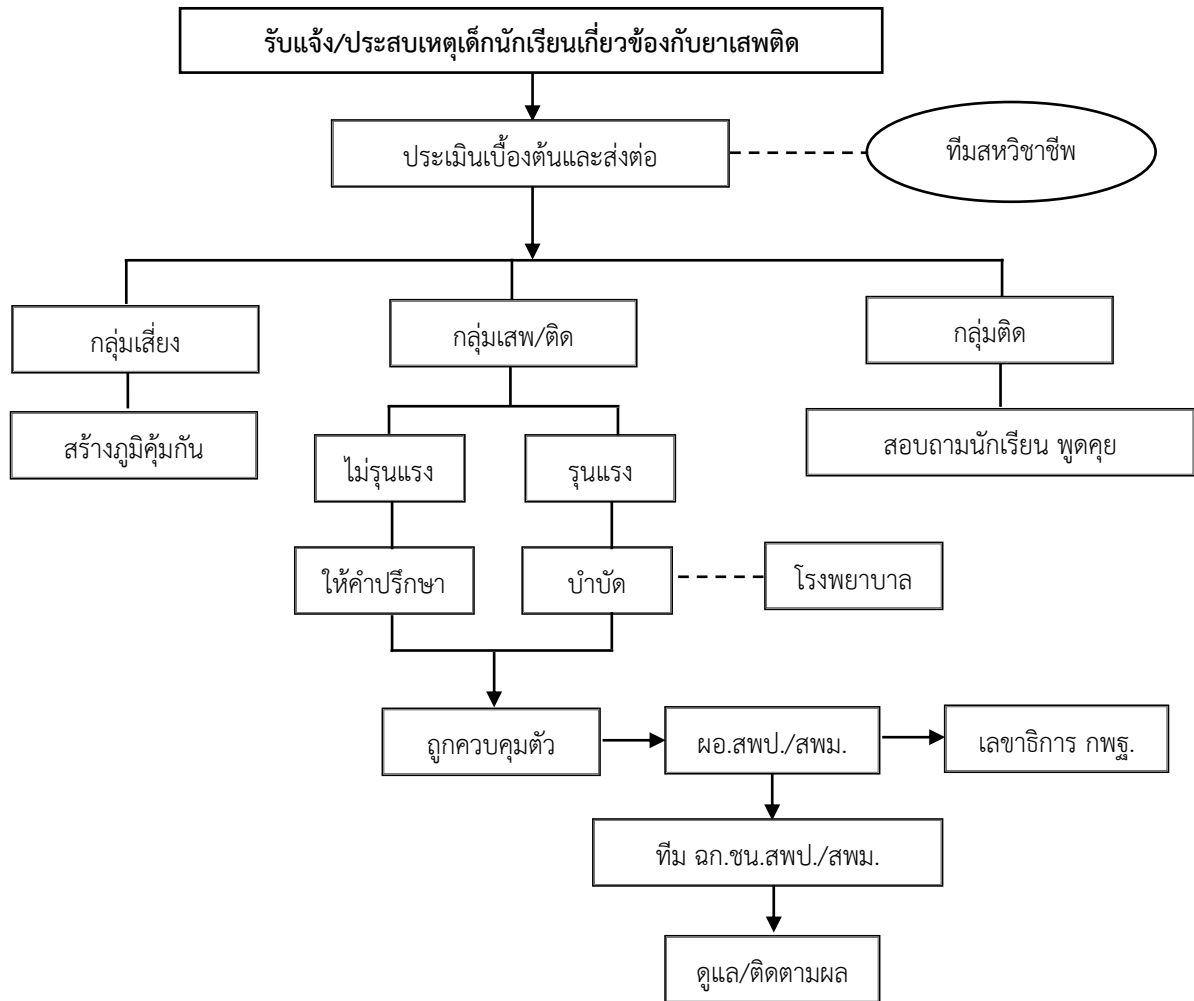 รับแจ้ง/ประสบเหตุเด็กนักเรียนเกี่ยวข้องกับยาเสพติด
ประเมินเบื้องต้นและส่งต่อ
ทีมสหวิชาชีพ
กลุ่มเสี่ยง
กลุ่มเสพ/ติด
กลุ่มติด
สร้างภูมิคุ้มกัน
ไม่รุนแรง
รุนแรง
สอบถามนักเรียน พูดคุย
ให้คำปรึกษา
บำบัด
โรงพยาบาล
ถูกควบคุมตัว
ผอ.สพป./สพม.
เลขาธิการ กพฐ.
ทีม ฉก.ชน.สพป./สพม.
ดูแล/ติดตามผล